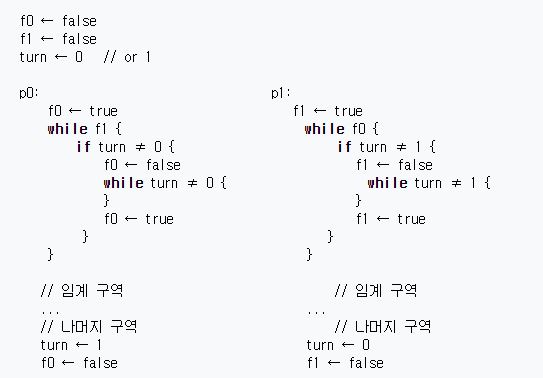 f0 ← false
f1 ← false
turn ← 0 // or 1
p0:
f0 ← true
while f1 {
if turn ≠ 0 {
f0 ← false
while turn ≠ 0 {
}
f0 ← true
}
}
// 임계 구역
...
// 나머지 구역
turn ← 1
f0 ← false
p1:
f1 ← true
while f0 {
if turn ≠ 1 {
f1 ← false
while turn ≠ 1 {
}
f1 ← true
}
}
// 임계 구역
...
// 나머지 구역
turn ← 0
f1 ← false